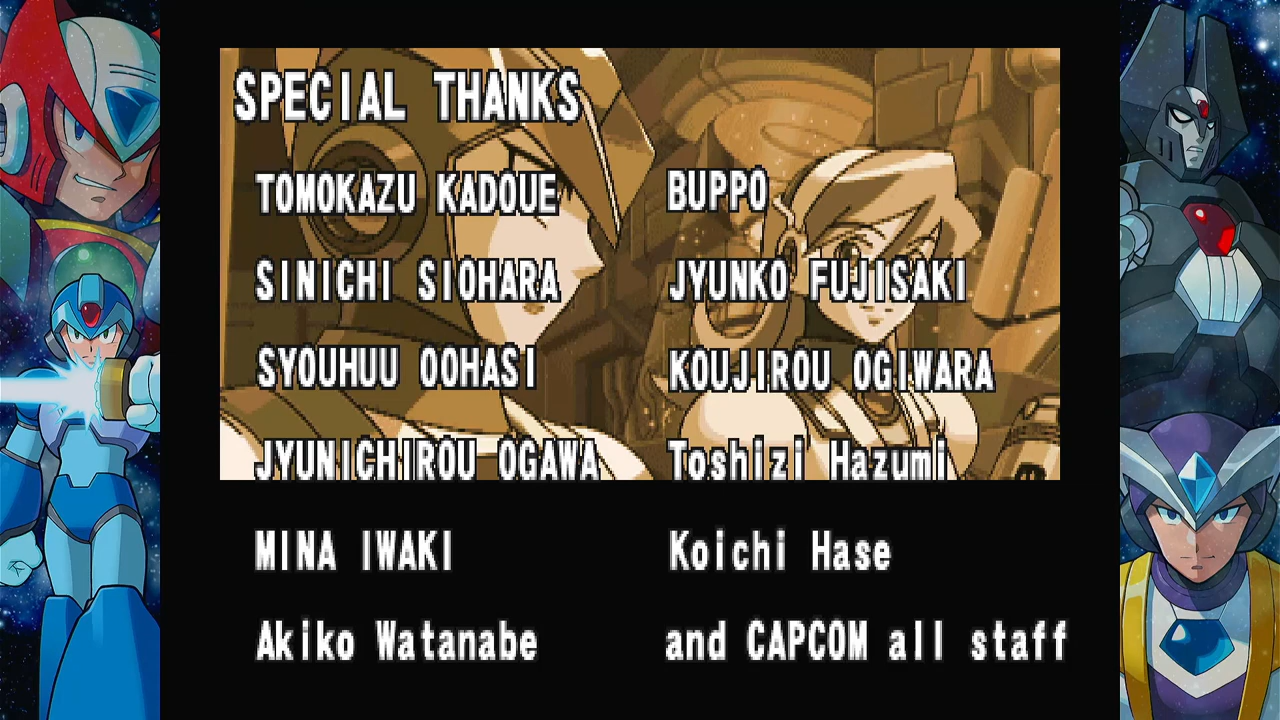 SPECIAL THANKS
TOMOKAZU KADOUE BUPPO
SINICHI SIOHARA JYUNKO FUJISAKI
SYOUHUU OOHASI KOUJIROU OGIWARA
JYUNICHIROU OGAWA Toshizi Hazumi
MINA IWAKI Koichi Hase
Akiko Watanabe and CAPCOM all staff